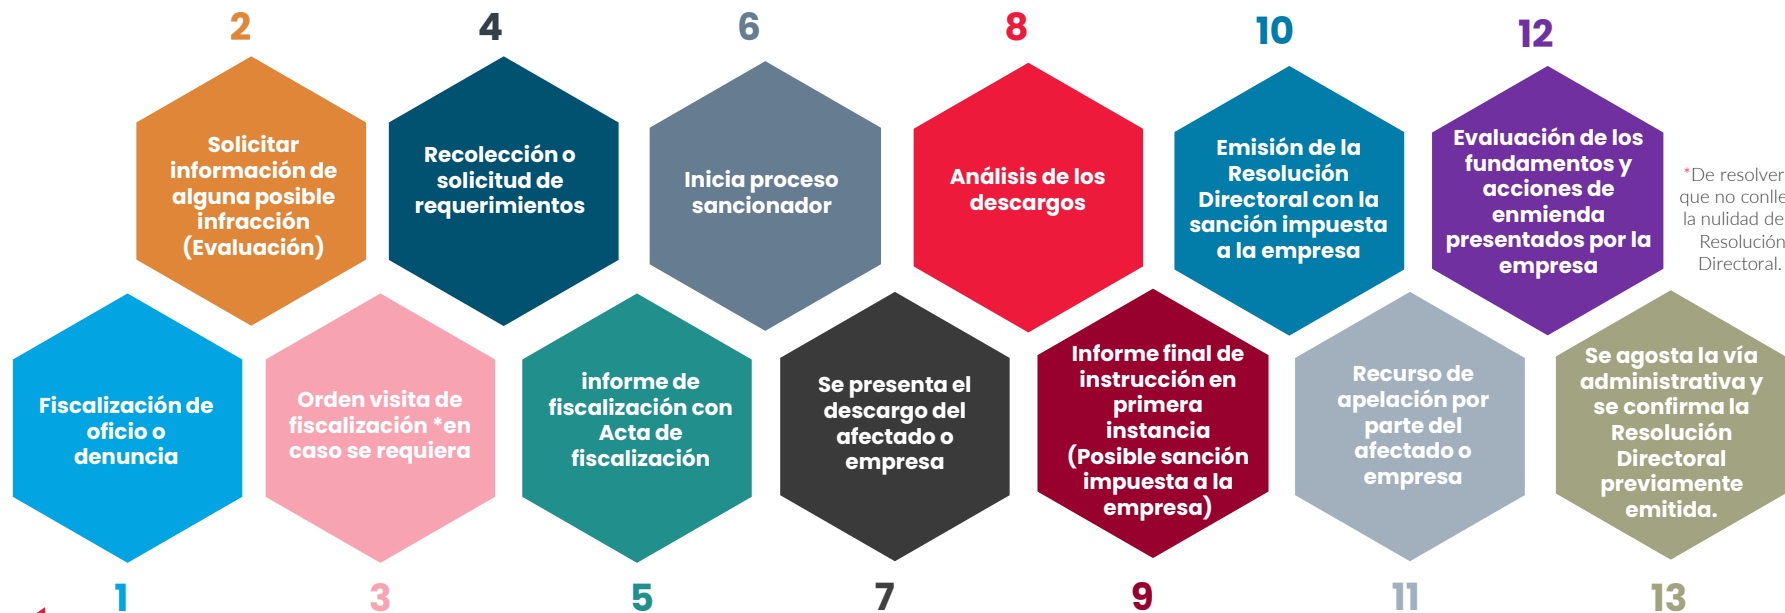 1
Fiscalización de
oficio o
denuncia
2
Solicitar
información de
alguna posible
infracción
(Evaluación)
3
Orden visita de
fiscalización *en
caso se requiera
4
Recolección o
solicitud de
requerimientos
5
informe de
fiscalización con
Acta de
fiscalización
6
Inicia proceso
sancionador
7
Se presenta el
descargo del
afectado o
empresa
8
Análisis de los
descargos
9
Informe final de
instrucción en
primera
instancia
(Posible sanción
impuesta a la
empresa)
10
Emisión de la
Resolución
Directoral con la
sanción impuesta
a la empresa
11
Recurso de
apelación por
parte del
afectado o
empresa
12
Evaluación de los
fundamentos y
acciones de
enmienda
presentados por la
empresa
*De resolver
que no
la nulidad de
Resolución
Directoral.
13
Se agosta la vía
administrativa y
se confirma la
Resolución
Directoral
previamente
emitida.